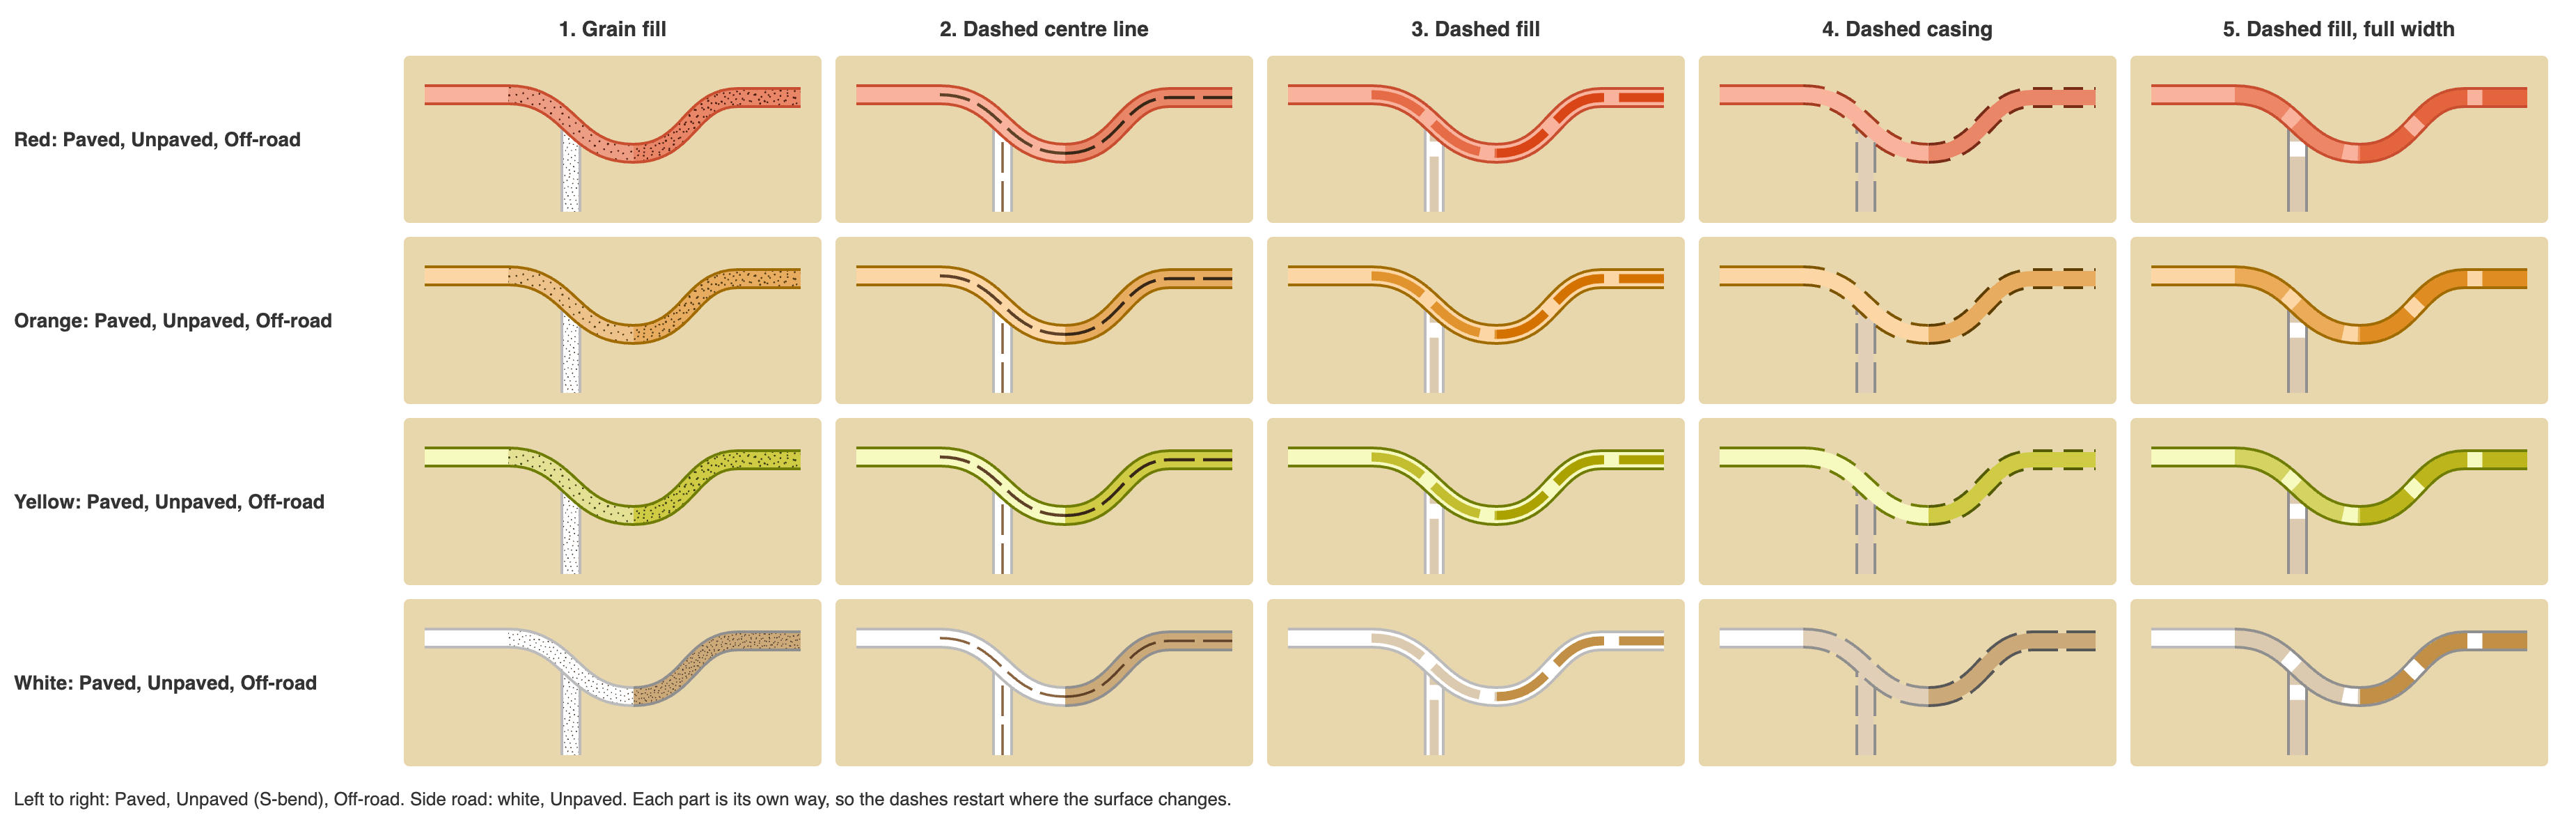 1. Grain fill
2. Dashed centre line
3. Dashed fill
4. Dashed casing
5. Dashed fill, full width
Red: Paved, Unpaved, Off-road
Orange: Paved, Unpaved, Off-road
Yellow: Paved, Unpaved, Off-road
White: Paved, Unpaved, Off-road
Left to right: Paved, Unpaved (S-bend), Off-road. Side road: white, Unpaved. Each part is its own way, so the dashes restart where the surface changes.